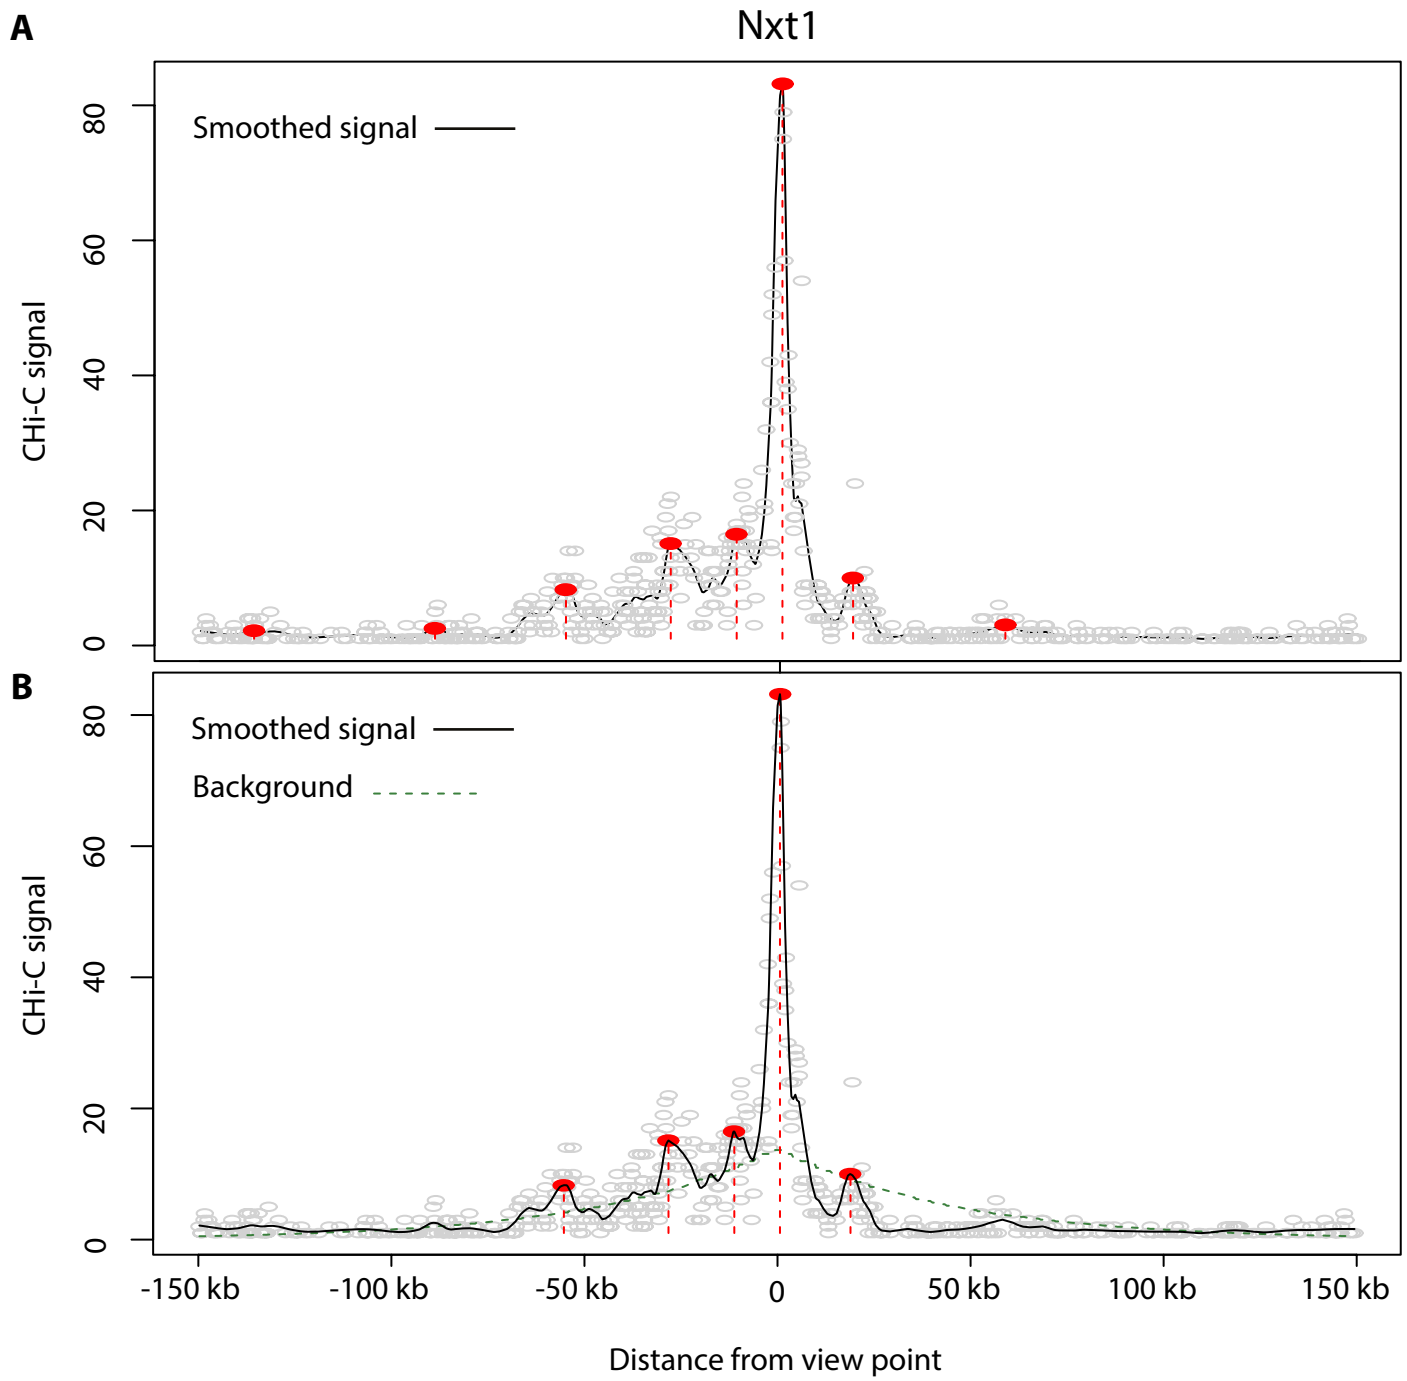 A
Nxt1
Smoothed signal
CHi-C signal
80
60
40
20
0
B
Smoothed signal
Background
CHi-C signal
80
60
40
20
0
-150 kb -100 kb -50 kb 0 50 kb 100 kb 150 kb
Distance from view point